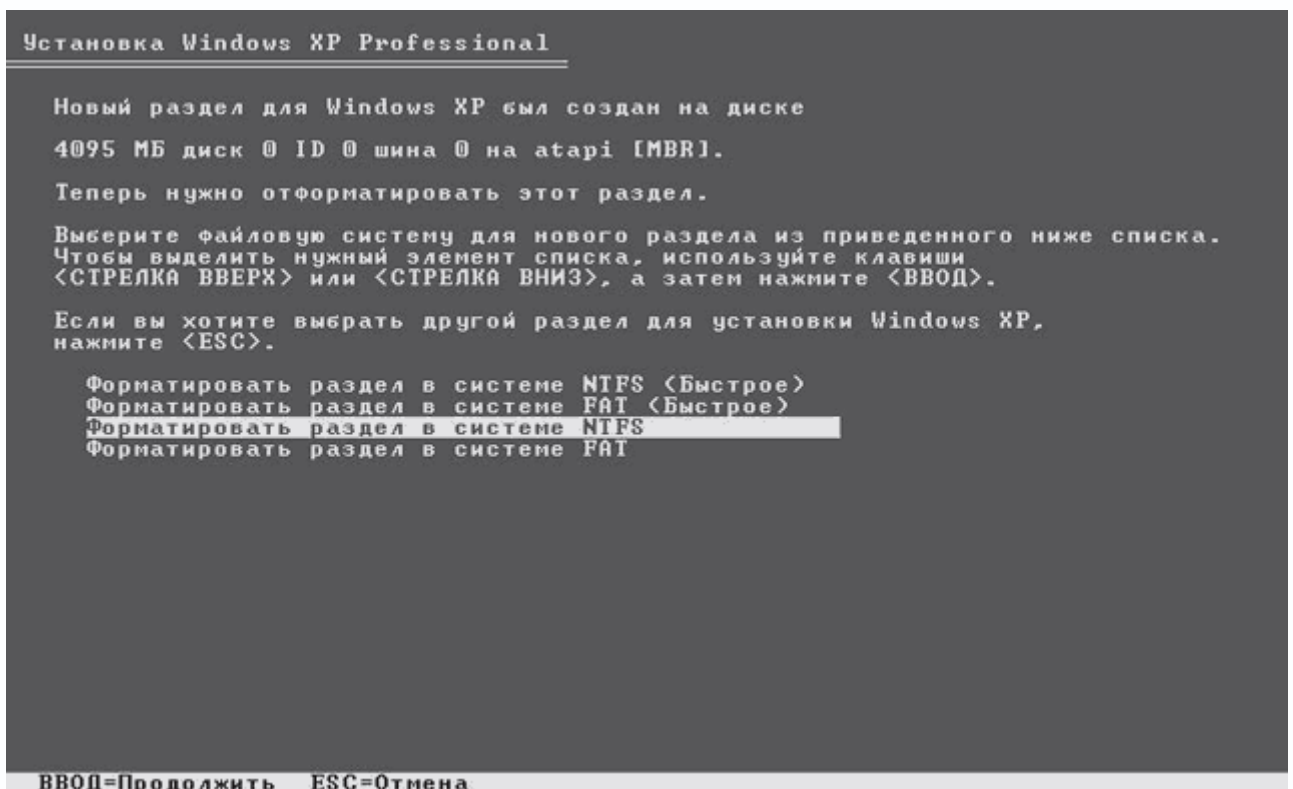 Установка Windows XP Professional
Новый раздел для Windows XP был создан на диске
4095 МБ диск 0 ID 0 шина 0 на atapi [MBR].
Теперь нужно отформатировать этот раздел.
Выберите файловую систему для нового раздела из приведенного ниже списка.
Чтобы выделить нужный элемент списка, используйте клавиши
<СТРЕЛКА ВВЕРХ> или <СТРЕЛКА ВНИЗ>, а затем нажмите <ВВОД>.
Если вы хотите выбрать другой раздел для установки Windows XP,
нажмите <ESC>.
Форматировать раздел в системе NTFS <Быстрое>
Форматировать раздел в системе FAT <Быстрое>
Форматировать раздел в системе NTFS
Форматировать раздел в системе FAT
ВВОД=Продолжить ESC=Отмена